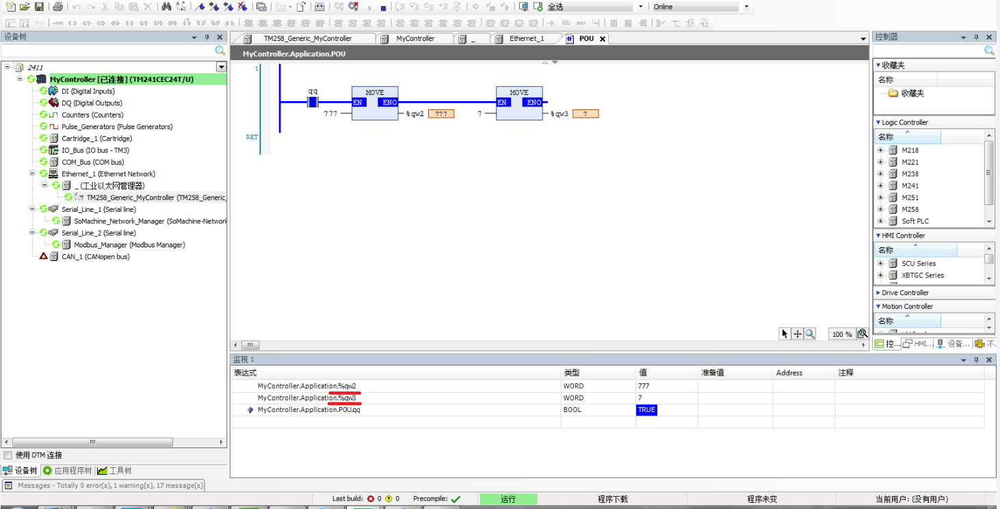 全选
Online
设备树
2411
MyController [已连接] (TM241CEC24T/U)
DI (Digital Inputs)
DQ (Digital Outputs)
Counters (Counters)
Pulse_Generators (Pulse Generators)
Cartridge_1 (Cartridge)
IO_Bus (IO bus - TM3)
COM_Bus (COM bus)
Ethernet_1 (Ethernet Network)
_ (工业以太网管理器)
TM258_Generic_MyController (TM258_Generic_
Serial_Line_1 (Serial line)
SoMachine_Network_Manager (SoMachine-Network
Serial_Line_2 (Serial line)
Modbus_Manager (Modbus Manager)
CAN_1 (CANopen bus)
使用 DTM 连接
设备树 应用程序树 工具树
TM258_Generic_MyController MyController _ Ethernet_1 POU
MyController.Application.POU
1
qq
MOVE MOVE
EN ENO EN ENO
777 %qw2 777 7 %qw3 7
RET
100 %
监视 1
表达式 类型 值 准备值 Address 注释
MyController.Application.%qw2 WORD 777
MyController.Application.%qw3 WORD 7
MyController.Application.POU.qq BOOL TRUE
控制器
收藏夹
名称
收藏夹
Logic Controller
名称
M218
M221
M238
M241
M251
M258
Soft PLC
HMI Controller
名称
SCU Series
XBTGC Series
Drive Controller
Motion Controller
名称
控... HMI... 设备... 不.
Messages - Totally 0 error(s), 1 warning(s), 17 message(s)
Last build: 0 0 Precompile: 运行 程序下载 程序未变 当前用户: (没有用户)